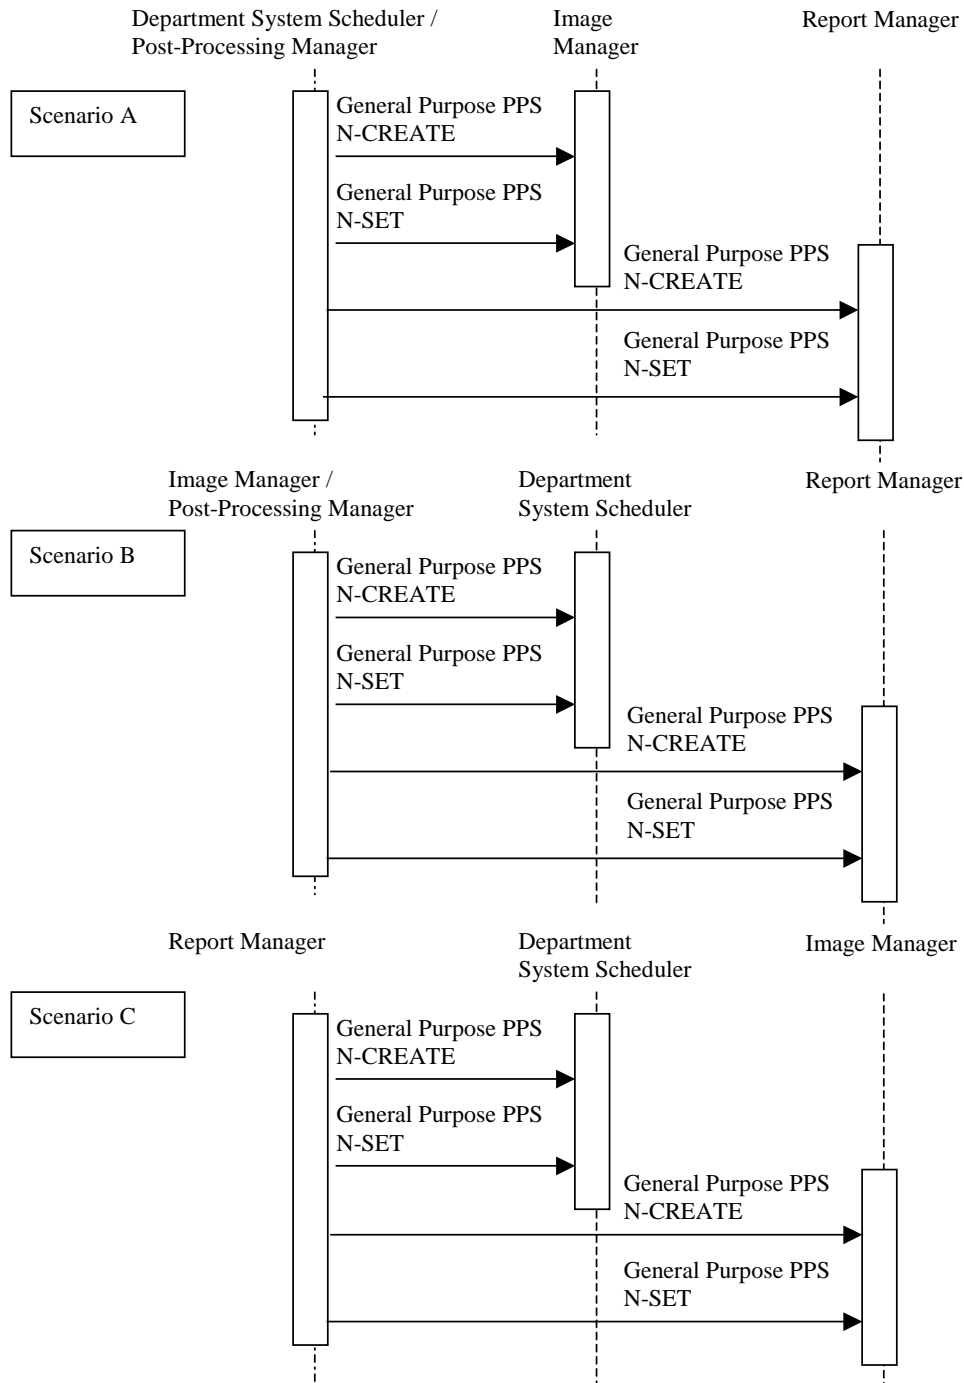 Department System Scheduler /
Post-Processing Manager
Image
Manager
Report Manager
Scenario A
General Purpose PPS
N-CREATE
General Purpose PPS
N-SET
General Purpose PPS
N-CREATE
General Purpose PPS
N-SET
Image Manager /
Post-Processing Manager
Department
System Scheduler
Report Manager
Scenario B
General Purpose PPS
N-CREATE
General Purpose PPS
N-SET
General Purpose PPS
N-CREATE
General Purpose PPS
N-SET
Report Manager
Department
System Scheduler
Image Manager
Scenario C
General Purpose PPS
N-CREATE
General Purpose PPS
N-SET
General Purpose PPS
N-CREATE
General Purpose PPS
N-SET